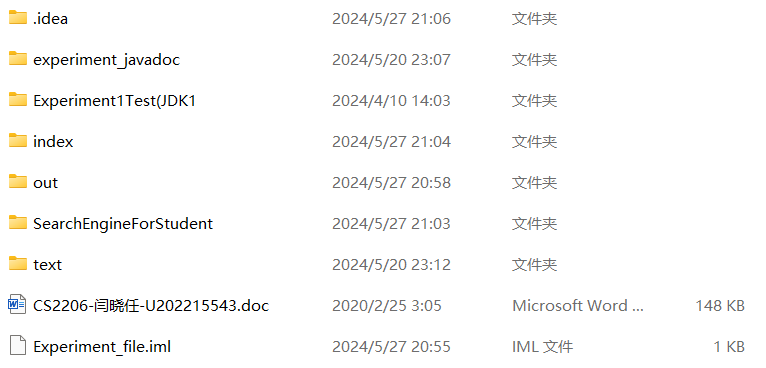 .idea 2024/5/27 21:06 文件夹
experiment_javadoc 2024/5/20 23:07 文件夹
Experiment1Test(JDK1 2024/4/10 14:03 文件夹
index 2024/5/27 21:04 文件夹
out 2024/5/27 20:58 文件夹
SearchEngineForStudent 2024/5/27 21:03 文件夹
text 2024/5/20 23:12 文件夹
CS2206-闫晓任-U202215543.doc 2020/2/25 3:05 Microsoft Word ... 148 KB
Experiment_file.iml 2024/5/27 20:55 IML 文件 1 KB